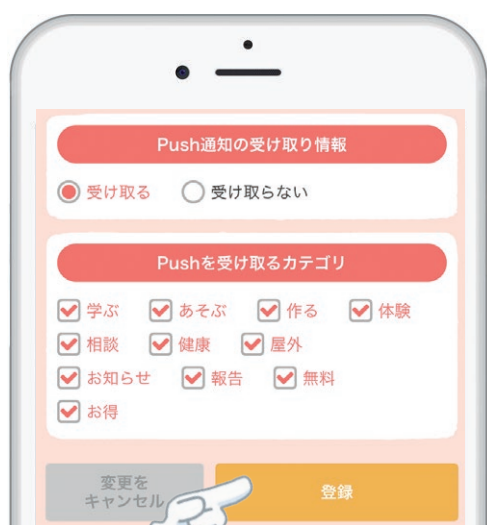 Push通知の受け取り情報
受け取る 受け取らない
Pushを受け取るカテゴリ
学ぶ あそぶ 作る 体験
相談 健康 屋外
お知らせ 報告 無料
お得
変更を
キャンセル
登録